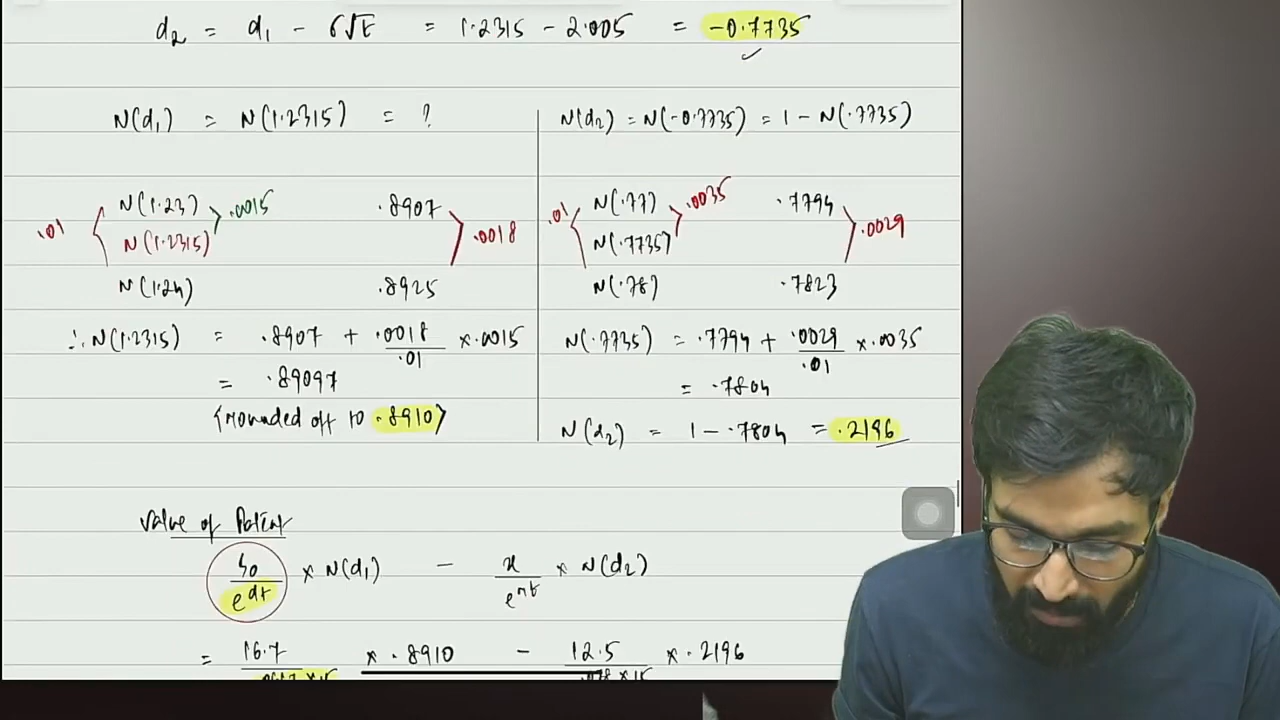 d₂ = d₁ - σ√t = 1.2315 - 2.005 = -0.7735
N(d₁) = N(1.2315) = ?
.01 N(1.23) .0015 .8907
N(1.2315) .0018
N(1.24) .8925
∴ N(1.2315) = .8907 + .0018/.01 × .0015
= .89097
{rounded off to .8910}
N(d₂) = N(-0.7735) = 1 - N(.7735)
.01 N(.77) .0035 .7794
N(.7735) .0029
N(.78) .7823
N(.7735) = .7794 + .0029/.01 × .0035
= .7804
N(d₂) = 1 - .7804 = .2196
Value of Patent
S₀/e^dt × N(d₁) - x/e^rt × N(d₂)
= 16.7 × .8910 - 12.5 × .2196